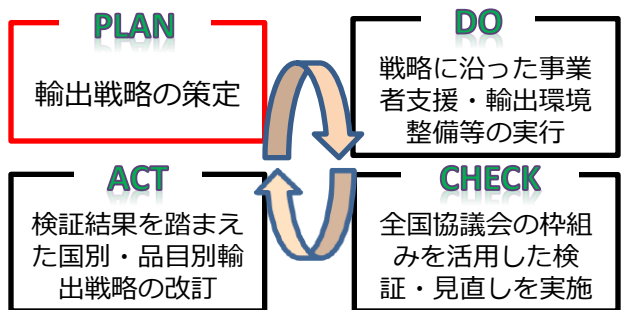 PLAN
輸出戦略の策定
DO
戦略に沿った事業
者支援・輸出環境
整備等の実行
ACT
検証結果を踏まえ
た国別・品目別輸
出戦略の改訂
CHECK
全国協議会の枠組
みを活用した検
証・見直しを実施